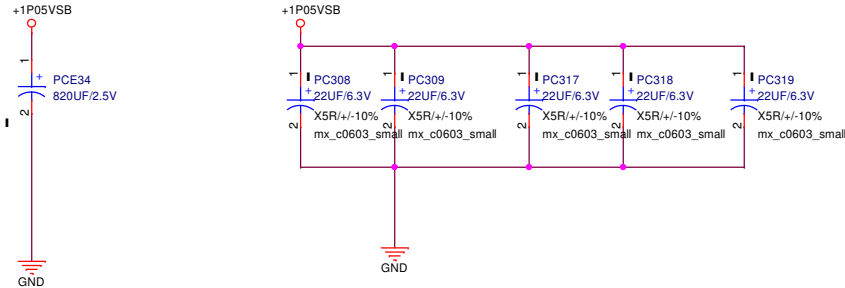 +1P05VSB
1
+
PCE34
820UF/2.5V
2
GND
+1P05VSB
1
+
PC308
22UF/6.3V
X5R/+/-10%
mx_c0603_small
2
1
+
PC309
22UF/6.3V
X5R/+/-10%
mx_c0603_small
2
1
+
PC317
22UF/6.3V
X5R/+/-10%
mx_c0603_small
2
1
+
PC318
22UF/6.3V
X5R/+/-10%
mx_c0603_small
2
1
+
PC319
22UF/6.3V
X5R/+/-10%
mx_c0603_small
2
GND